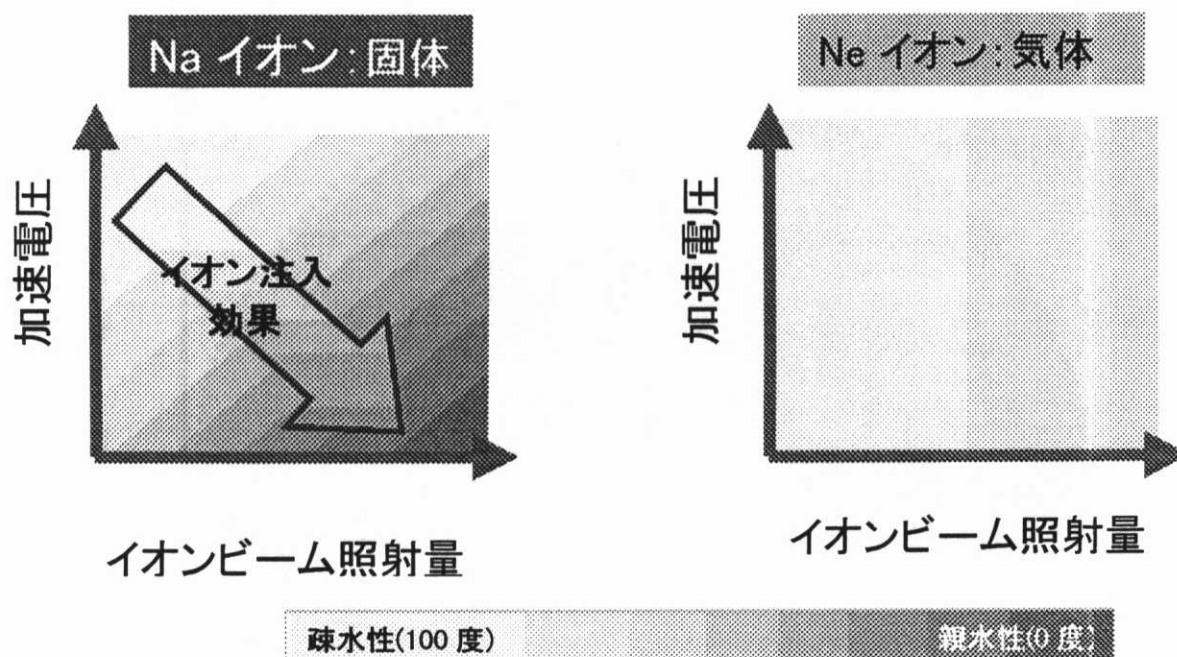 Na イオン：固体
Ne イオン：気体
加速電圧
イオン注入
効果
加速電圧
イオンビーム照射量
イオンビーム照射量
疎水性(100 度)
親水性(0 度)